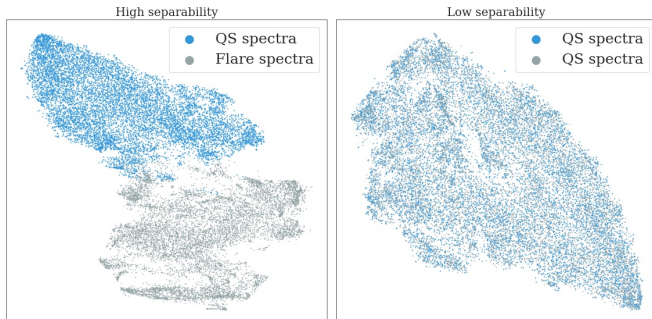 High separability
QS spectra
Flare spectra
Low separability
QS spectra
QS spectra